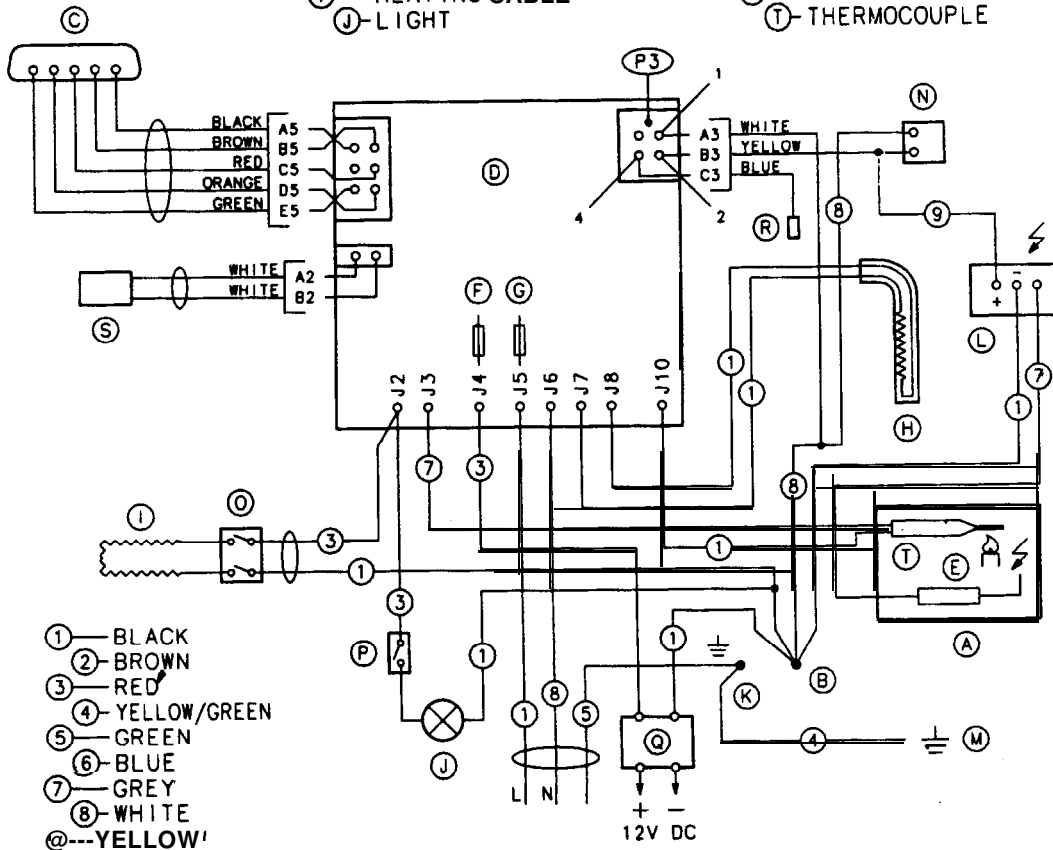 CABLE
J - LIGHT
T - THERMOCOUPLE
C
P3
1
N
BLACK A5
BROWN B5
RED C5
ORANGE D5
GREEN E5
D
A3 WHITE
B3 YELLOW
C3 BLUE
4
2
R
8
9
WHITE A2
WHITE B2
S
F
G
+
-
L
1
1
1
7
H
J2
J3
J4
J5
J6
J7
J8
J10
7
3
8
I
O
3
1
1
T
E
A
3
P
1
1
B
K
J
1
8
5
Q
4
M
L N
+ -
12V DC
1 — BLACK
2 - BROWN
3 — RED
4 - YELLOW/GREEN
5 — GREEN
6 - BLUE
7 — GREY
8 - WHITE
@---YELLOW'